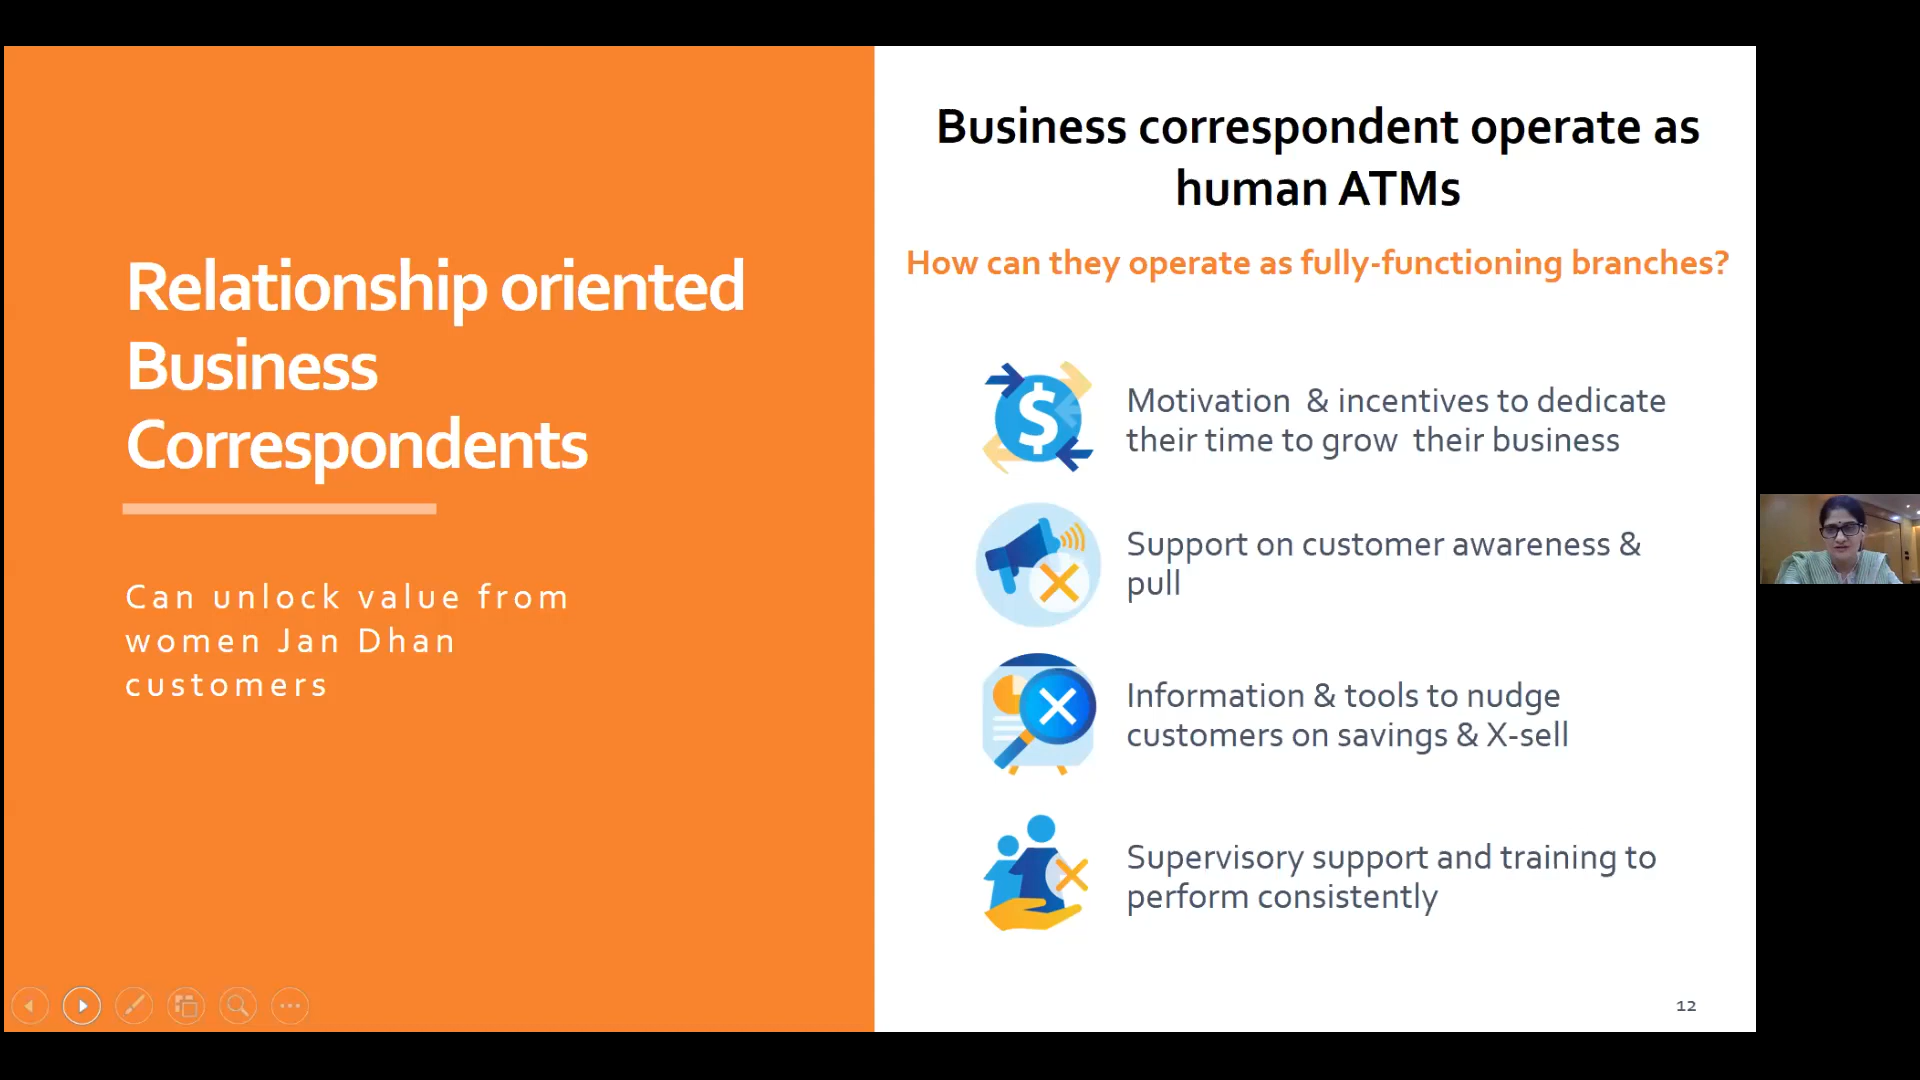 Relationship oriented
Business
Correspondents
Can unlock value from
women Jan Dhan
customers
Business correspondent operate as
human ATMs
How can they operate as fully-functioning branches?
$
Motivation & incentives to dedicate
their time to grow their business
Support on customer awareness &
pull
Information & tools to nudge
customers on savings & X-sell
Supervisory support and training to
perform consistently
12